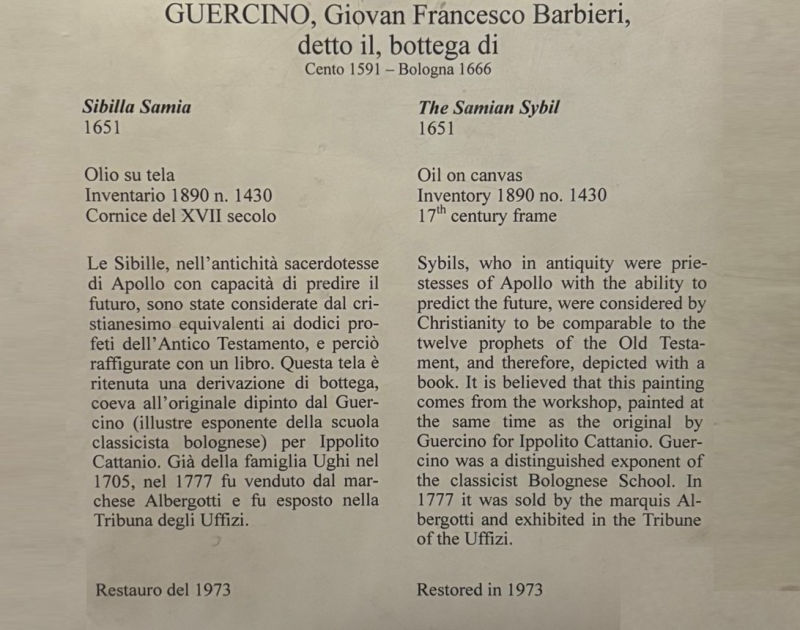 GUERCINO, Giovan Francesco Barbieri,
detto il, bottega di
Cento 1591 – Bologna 1666
Sibilla Samia
1651
Olio su tela
Inventario 1890 n. 1430
Cornice del XVII secolo
Le Sibille, nell'antichità sacerdotesse
di Apollo con capacità di predire il
futuro, sono state considerate dal cri-
stianesimo equivalenti ai dodici pro-
feti dell'Antico Testamento, e perciò
raffigurate con un libro. Questa tela è
ritenuta una derivazione di bottega,
coeva all'originale dipinto dal Guer-
cino (illustre esponente della scuola
classicista bolognese) per Ippolito
Cattanio. Già della famiglia Ughi nel
1705, nel 1777 fu venduto dal mar-
chese Albergotti e fu esposto nella
Tribuna degli Uffizi.
Restauro del 1973
The Samian Sybil
1651
Oil on canvas
Inventory 1890 no. 1430
17th century frame
Sybils, who in antiquity were prie-
stesses of Apollo with the ability to
predict the future, were considered by
Christianity to be comparable to the
twelve prophets of the Old Testa-
ment, and therefore, depicted with a
book. It is believed that this painting
comes from the workshop, painted at
the same time as the original by
Guercino for Ippolito Cattanio. Guer-
cino was a distinguished exponent of
the classicist Bolognese School. In
1777 it was sold by the marquis Al-
bergotti and exhibited in the Tribune
of the Uffizi.
Restored in 1973